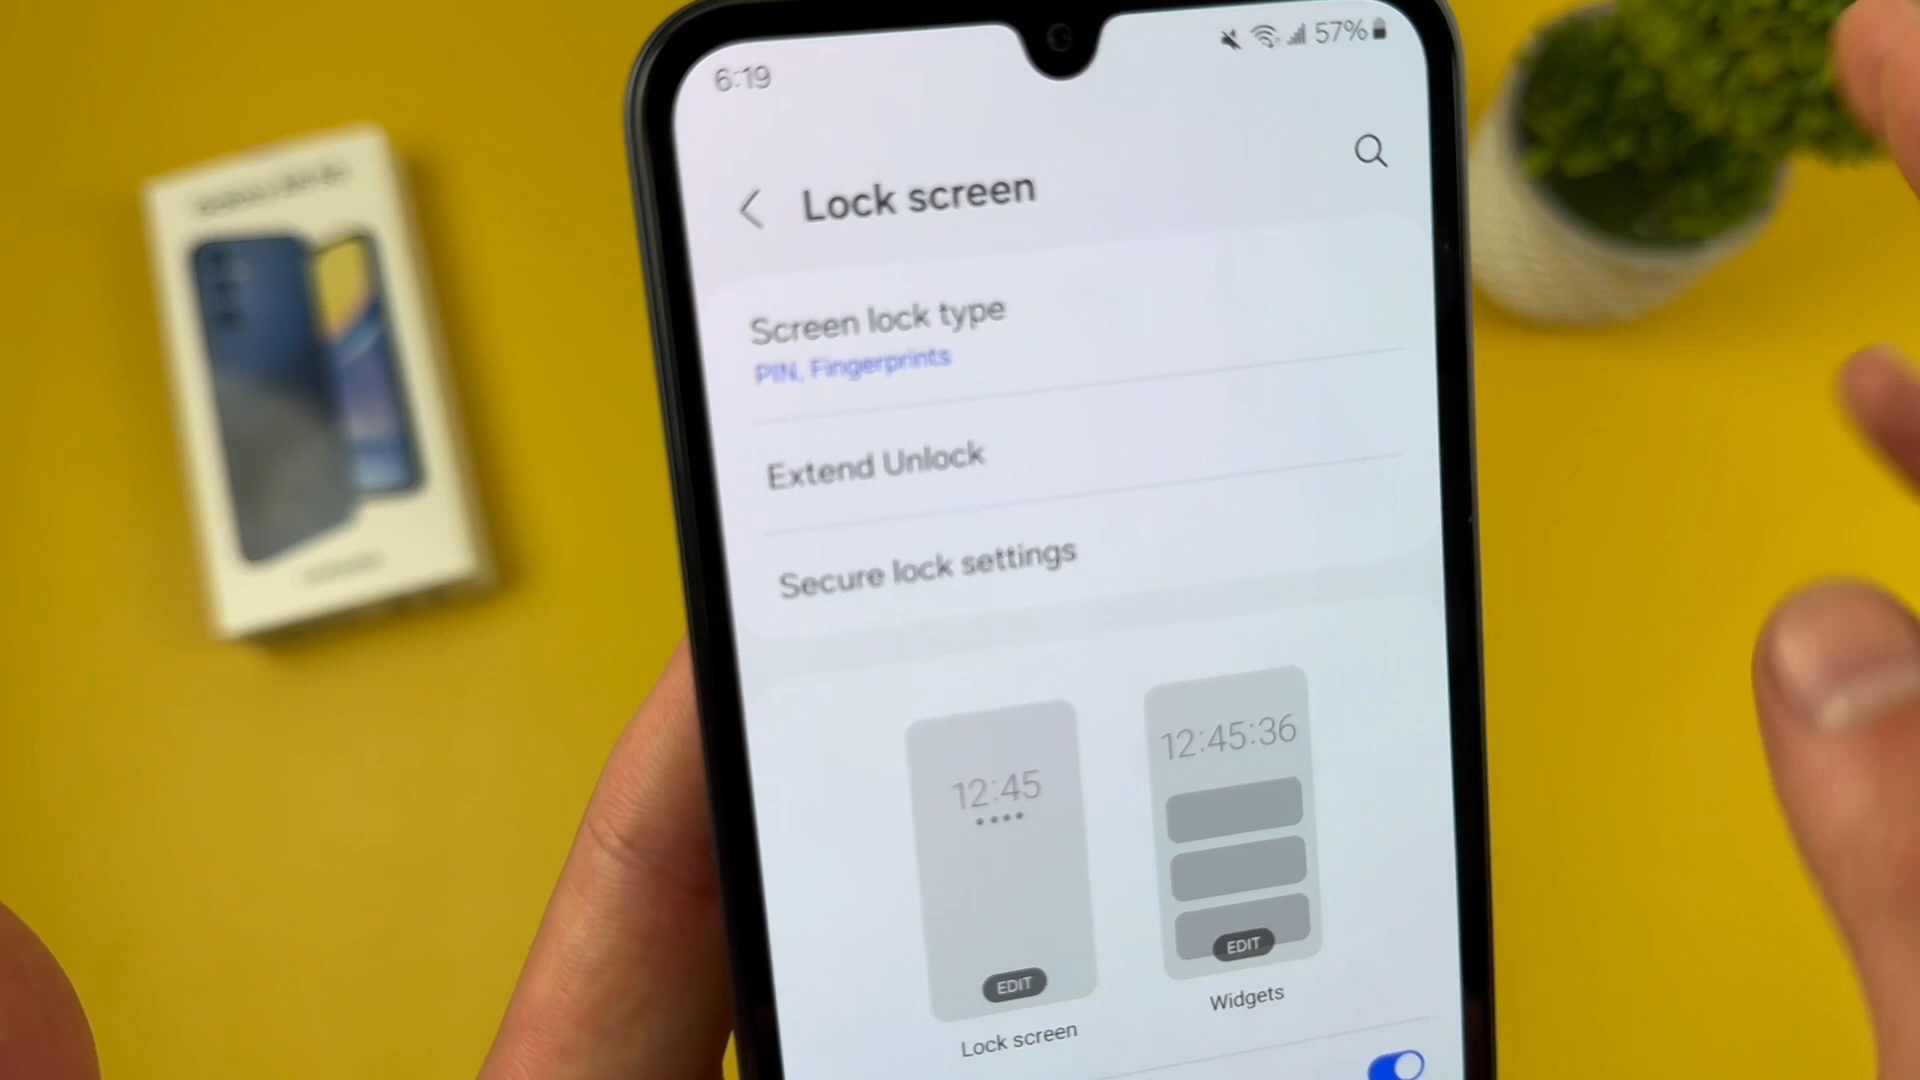 6:19
57%
Lock screen
Screen lock type
PIN, Fingerprints
Extend Unlock
Secure lock settings
12:45
12:45:36
EDIT
EDIT
Lock screen
Widgets